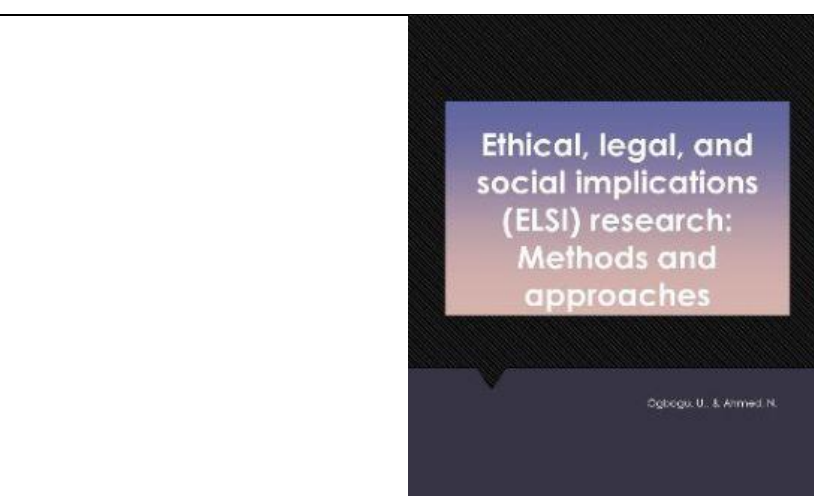 Ethical, legal, and
social implications
(ELSI) research:
Methods and
approaches
Ogbogu, U., & Ahmed, N.